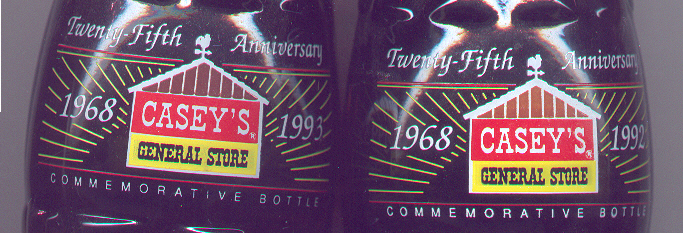 Twenty-Fifth Anniversary
1968 CASEY'S® 1993
GENERAL STORE
COMMEMORATIVE BOTTLE
Twenty-Fifth Anniversary
1968 CASEY'S® 1992
GENERAL STORE
COMMEMORATIVE BOTTLE